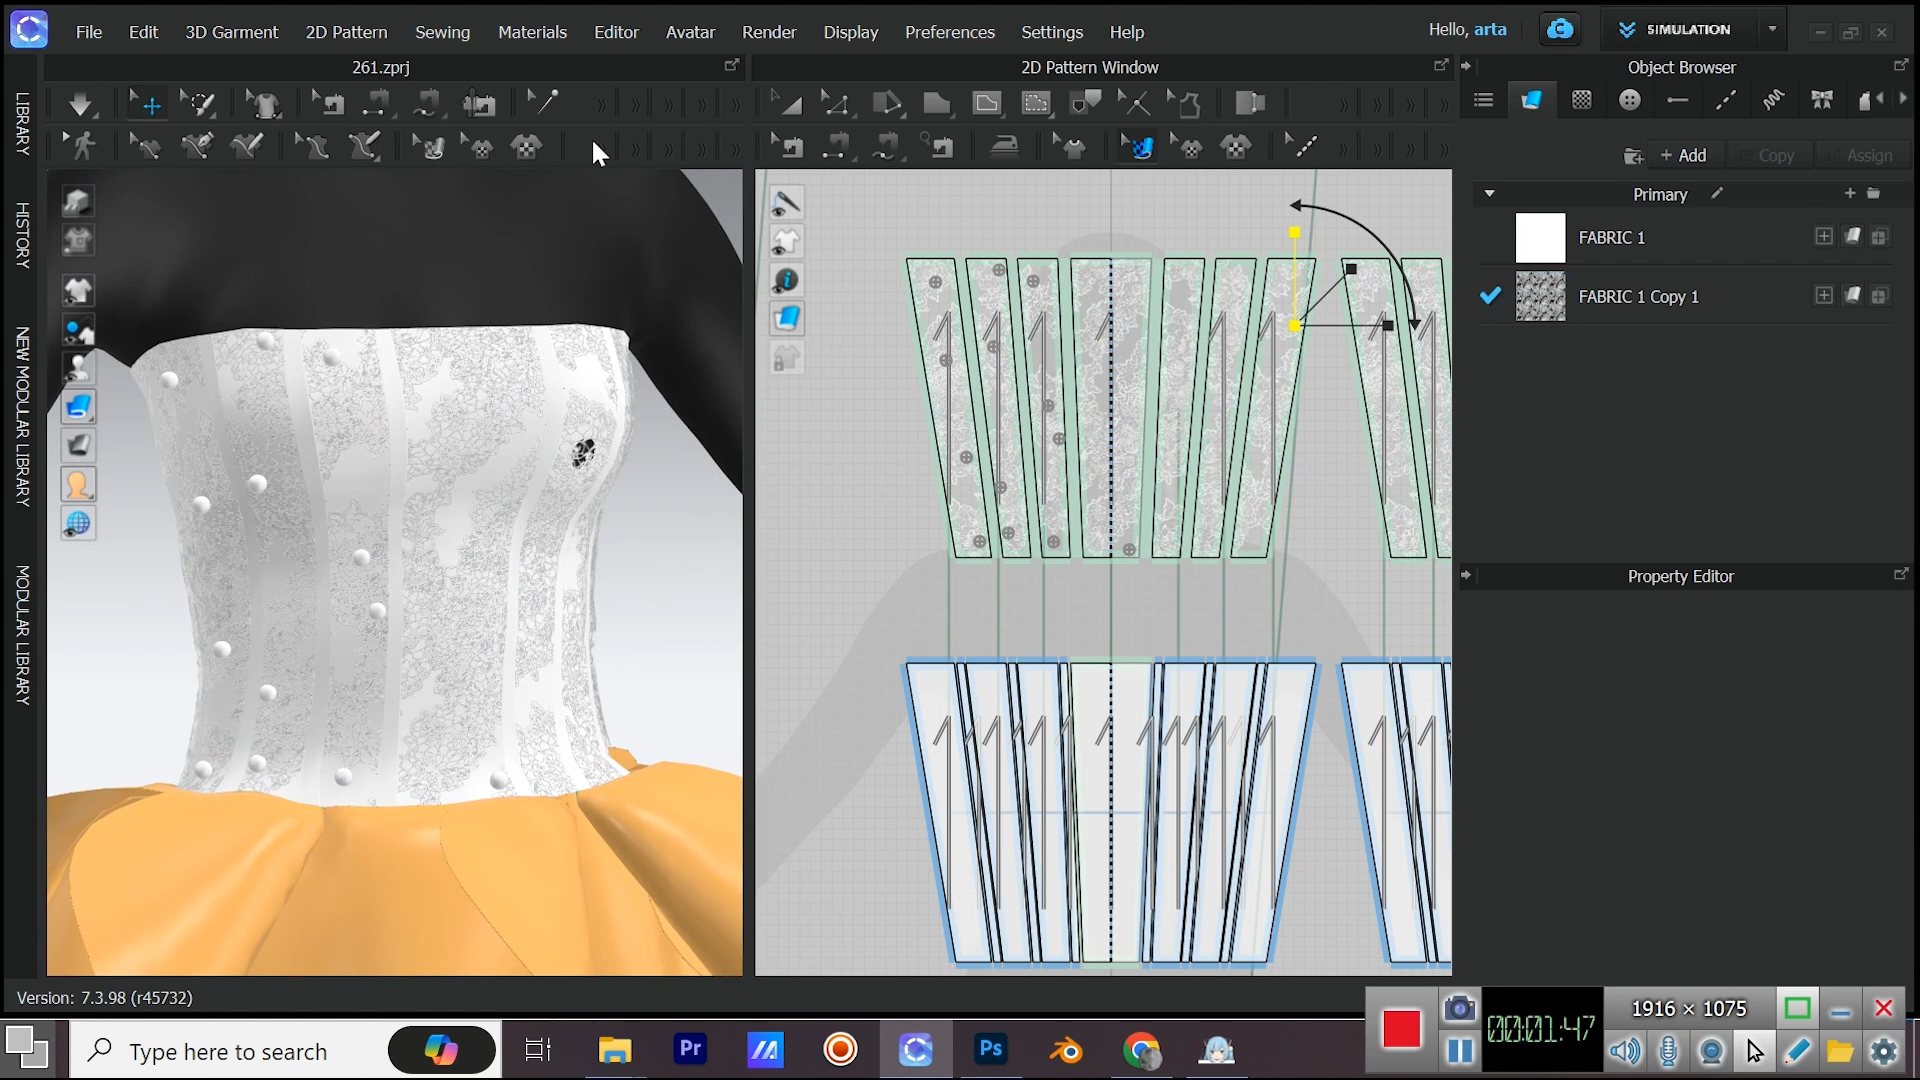 File Edit 3D Garment 2D Pattern Sewing Materials Editor Avatar Render Display Preferences Settings Help
Hello, arta
SIMULATION
261.zprj
2D Pattern Window
Object Browser
LIBRARY
HISTORY
NEW MODULAR LIBRARY
MODULAR LIBRARY
+ Add
Copy
Assign
Primary
FABRIC 1
FABRIC 1 Copy 1
Property Editor
Version: 7.3.98 (r45732)
00:01:47
1916 × 1075
Type here to search
Pr
Ps